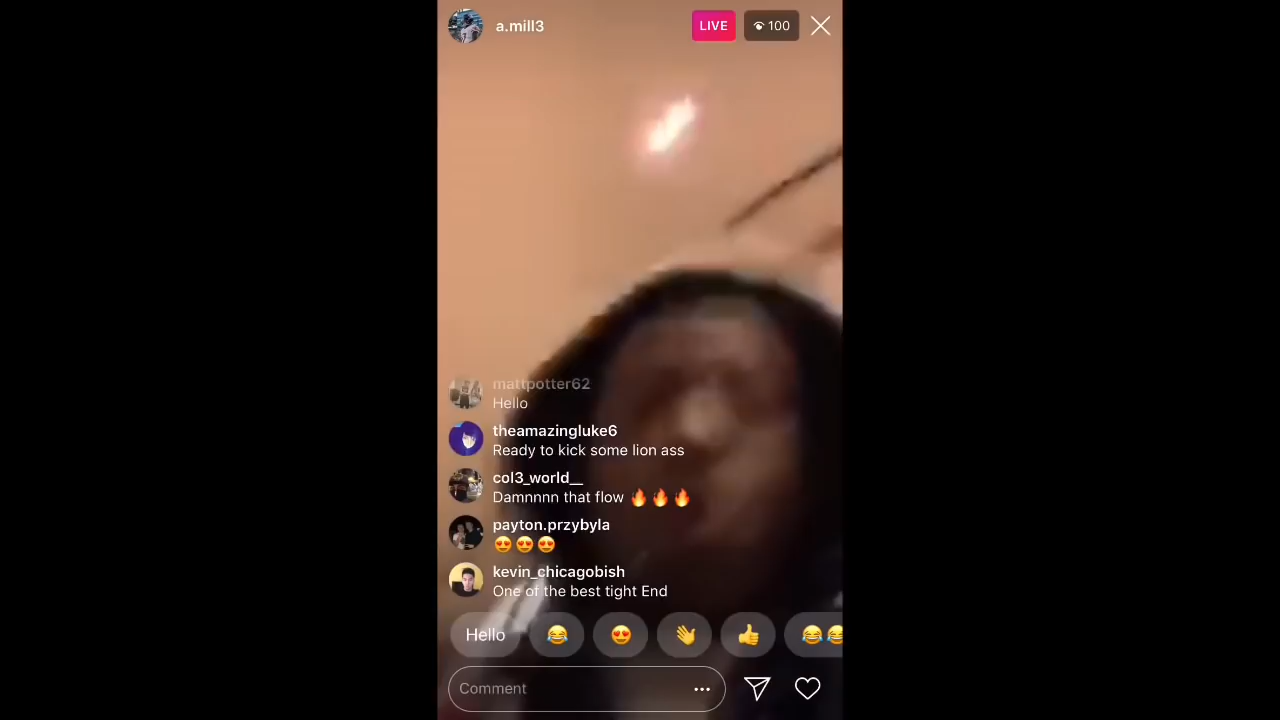 a.mill3
LIVE
100
mattpotter62
Hello
theamazingluke6
Ready to kick some lion ass
col3_world__
Damnnnn that flow 🔥🔥🔥
payton.przybyla
😍😍😍
kevin_chicagobish
One of the best tight End
Hello 😂 😍 👋 👍 😂😂
Comment